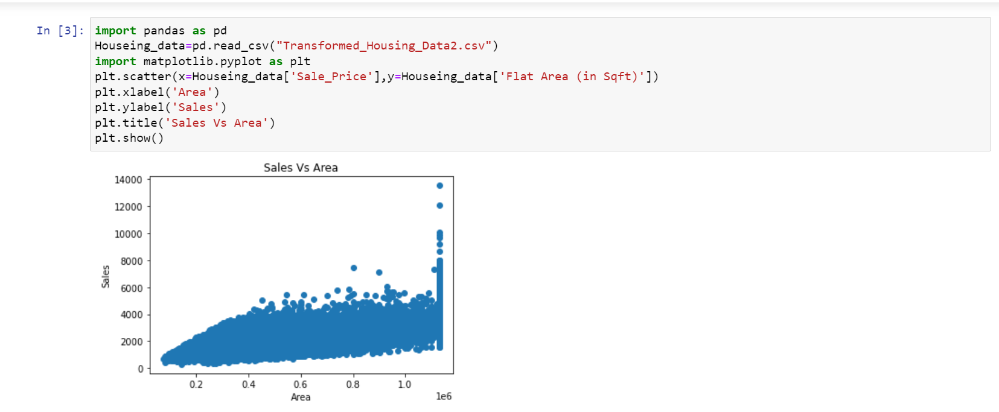 In [3]:
import pandas as pd
Houseing_data=pd.read_csv("Transformed_Housing_Data2.csv")
import matplotlib.pyplot as plt
plt.scatter(x=Houseing_data['Sale_Price'],y=Houseing_data['Flat Area (in Sqft)'])
plt.xlabel('Area')
plt.ylabel('Sales')
plt.title('Sales Vs Area')
plt.show()
Sales Vs Area
14000
12000
10000
8000
6000
4000
2000
0
Sales
0.2 0.4 0.6 0.8 1.0
Area
1e6